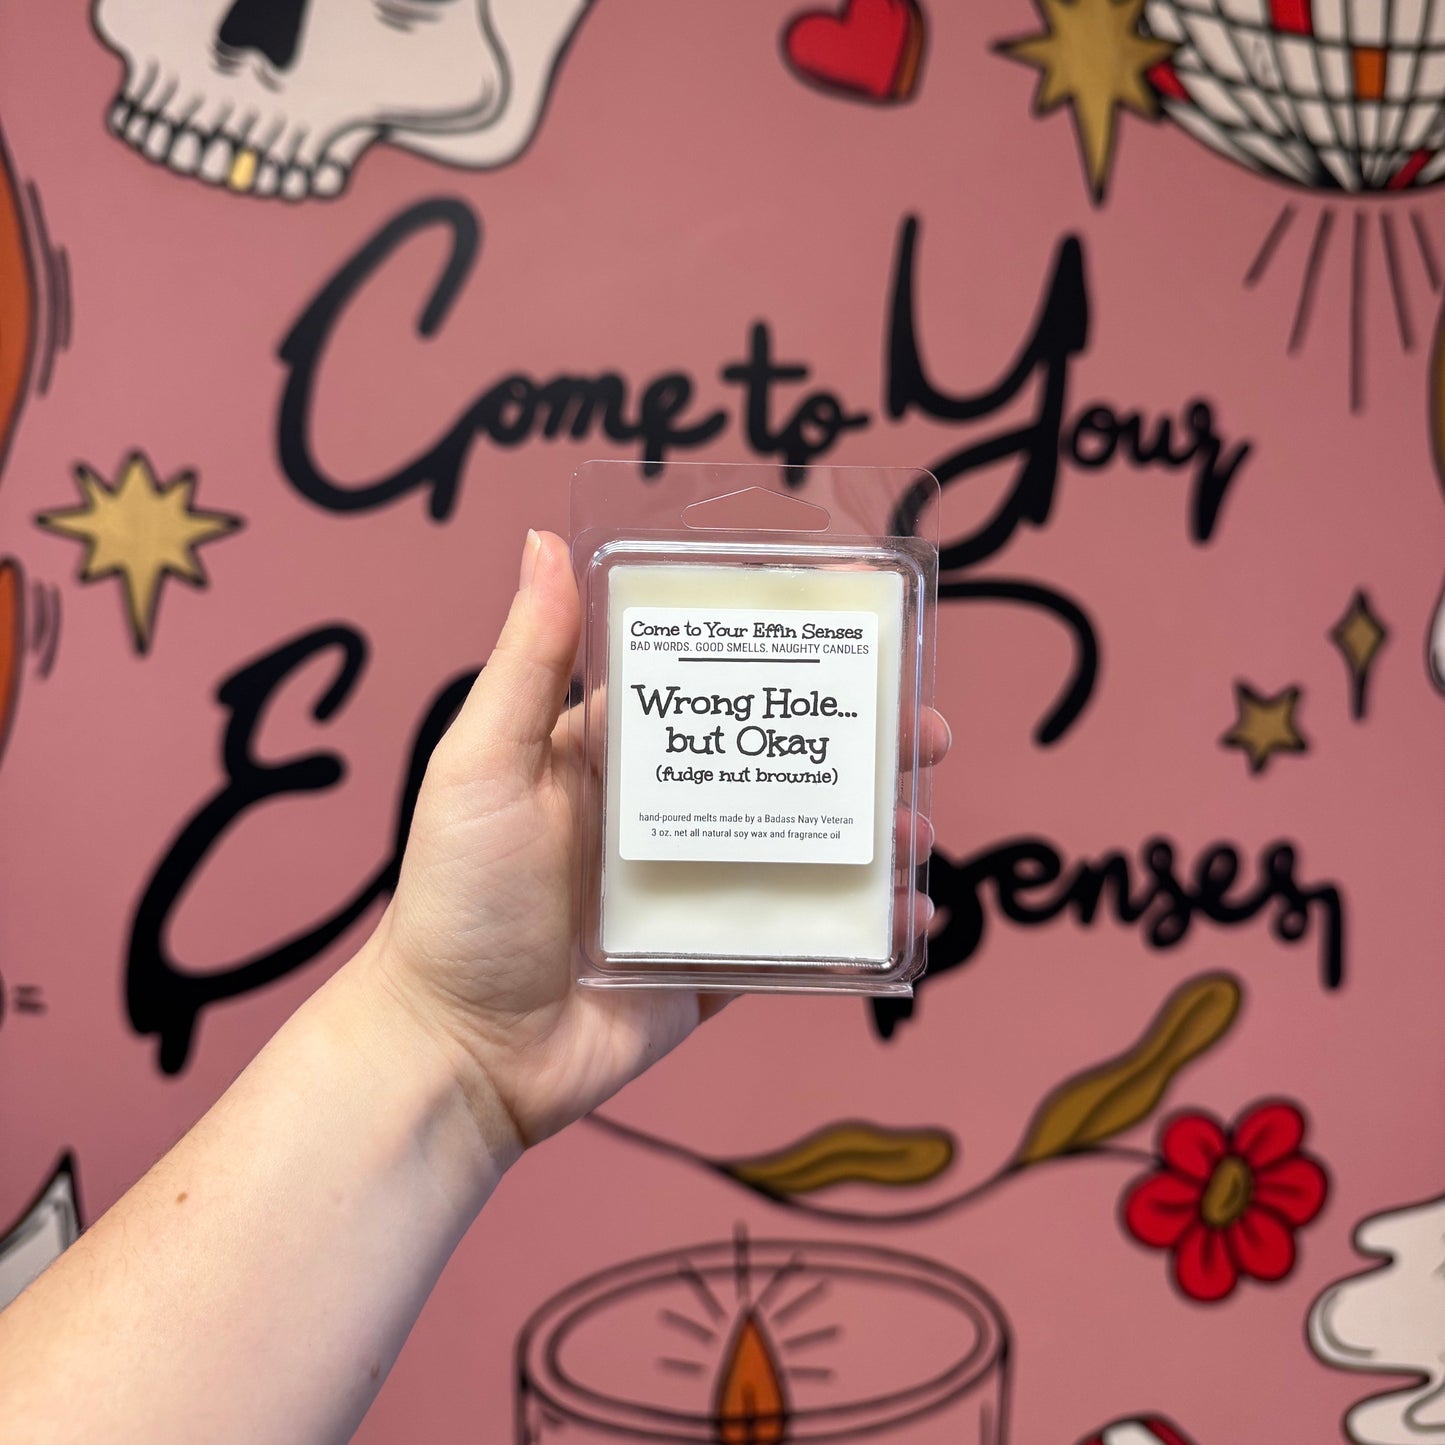 Come to Your
Effin Senses
Come to Your Effin Senses
BAD WORDS. GOOD SMELLS. NAUGHTY CANDLES
Wrong Hole...
but Okay
(fudge nut brownie)
hand-poured melts made by a Badass Navy Veteran
3 oz. net all natural soy wax and fragrance oil